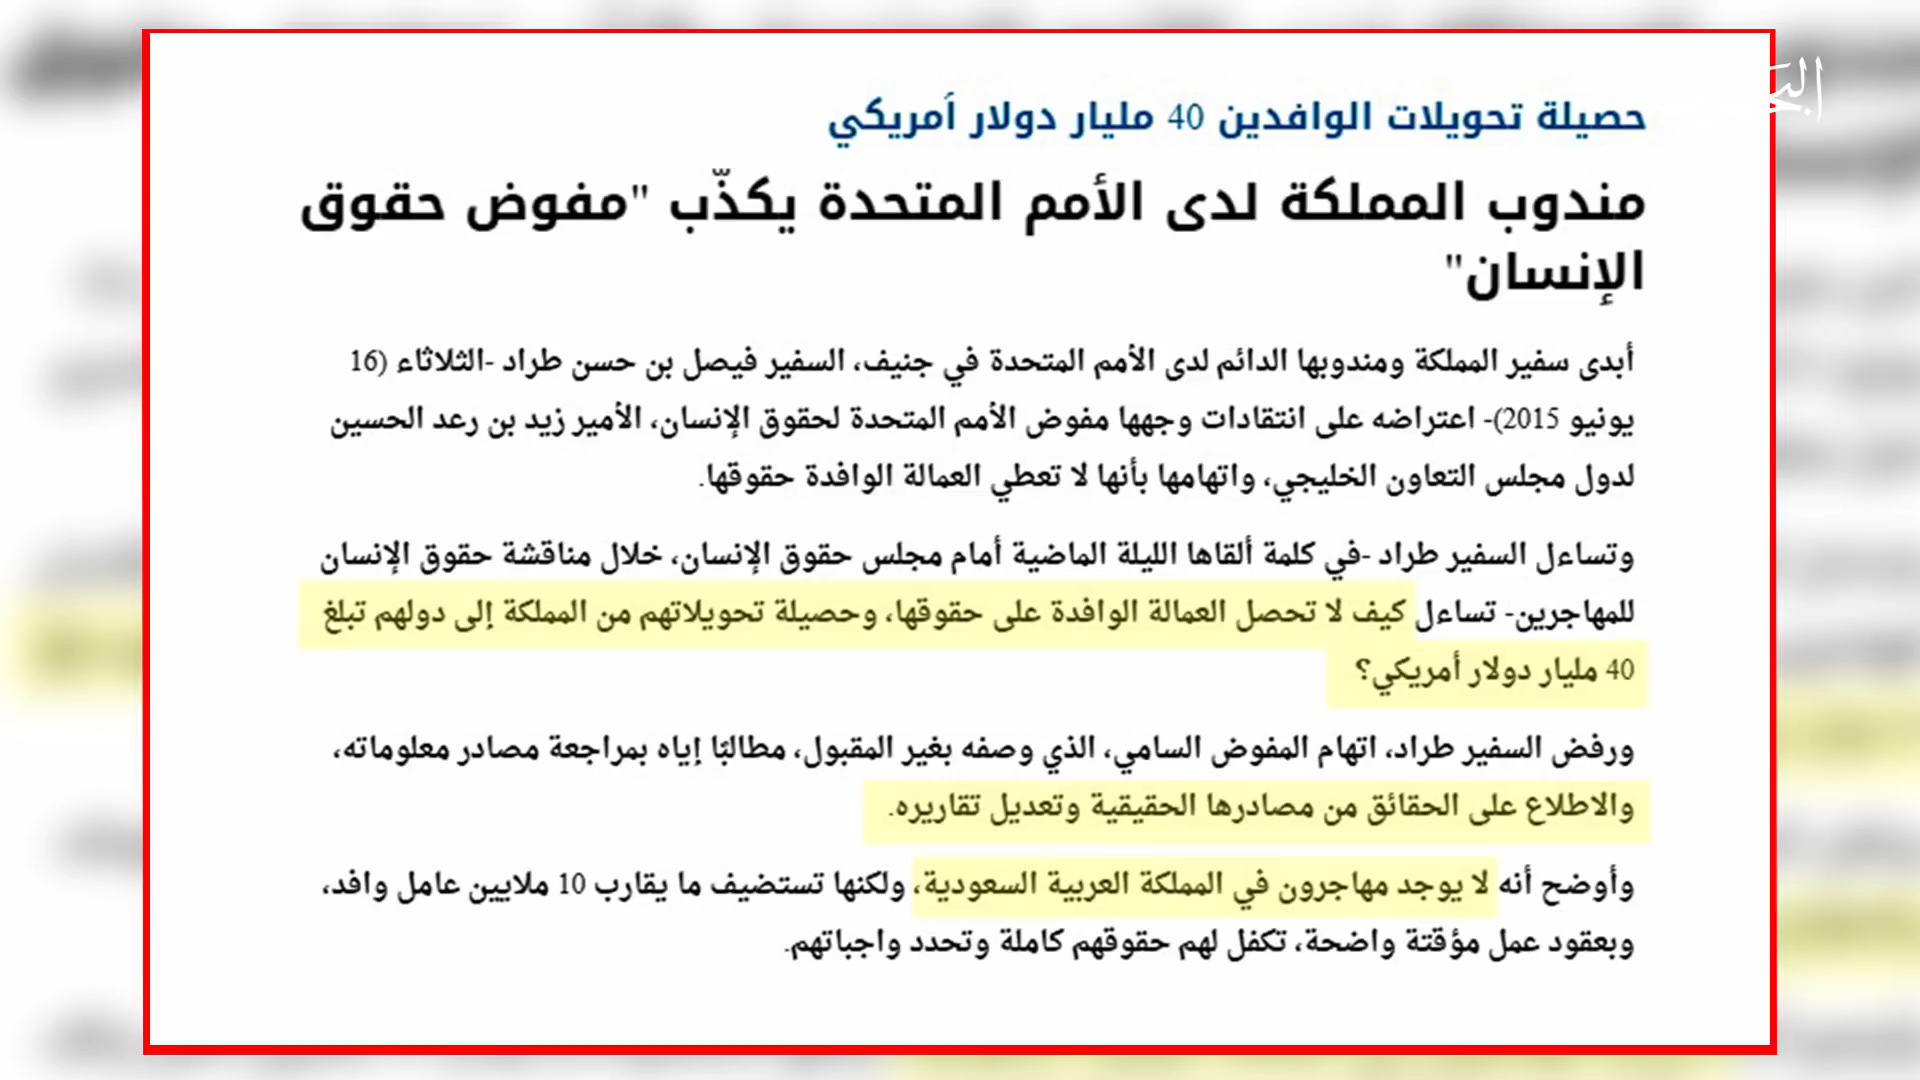 حصيلة تحويلات الوافدين 40 مليار دولار أمريكي
مندوب المملكة لدى الأمم المتحدة يكذّب "مفوض حقوق
الإنسان"
أبدى سفير المملكة ومندوبها الدائم لدى الأمم المتحدة في جنيف، السفير فيصل بن حسن طراد -الثلاثاء (16
يونيو 2015)- اعتراضه على انتقادات وجهها مفوض الأمم المتحدة لحقوق الإنسان، الأمير زيد بن رعد الحسين
لدول مجلس التعاون الخليجي، واتهامها بأنها لا تعطي العمالة الوافدة حقوقها.
وتساءل السفير طراد -في كلمة ألقاها الليلة الماضية أمام مجلس حقوق الإنسان، خلال مناقشة حقوق الإنسان
للمهاجرين- تساءل كيف لا تحصل العمالة الوافدة على حقوقها، وحصيلة تحويلاتهم من المملكة إلى دولهم تبلغ
40 مليار دولار أمريكي؟
ورفض السفير طراد، اتهام المفوض السامي، الذي وصفه بغير المقبول، مطالبًا إياه بمراجعة مصادر معلوماته،
والاطلاع على الحقائق من مصادرها الحقيقية وتعديل تقاريره.
وأوضح أنه لا يوجد مهاجرون في المملكة العربية السعودية، ولكنها تستضيف ما يقارب 10 ملايين عامل وافد،
وبعقود عمل مؤقتة واضحة، تكفل لهم حقوقهم كاملة وتحدد واجباتهم.